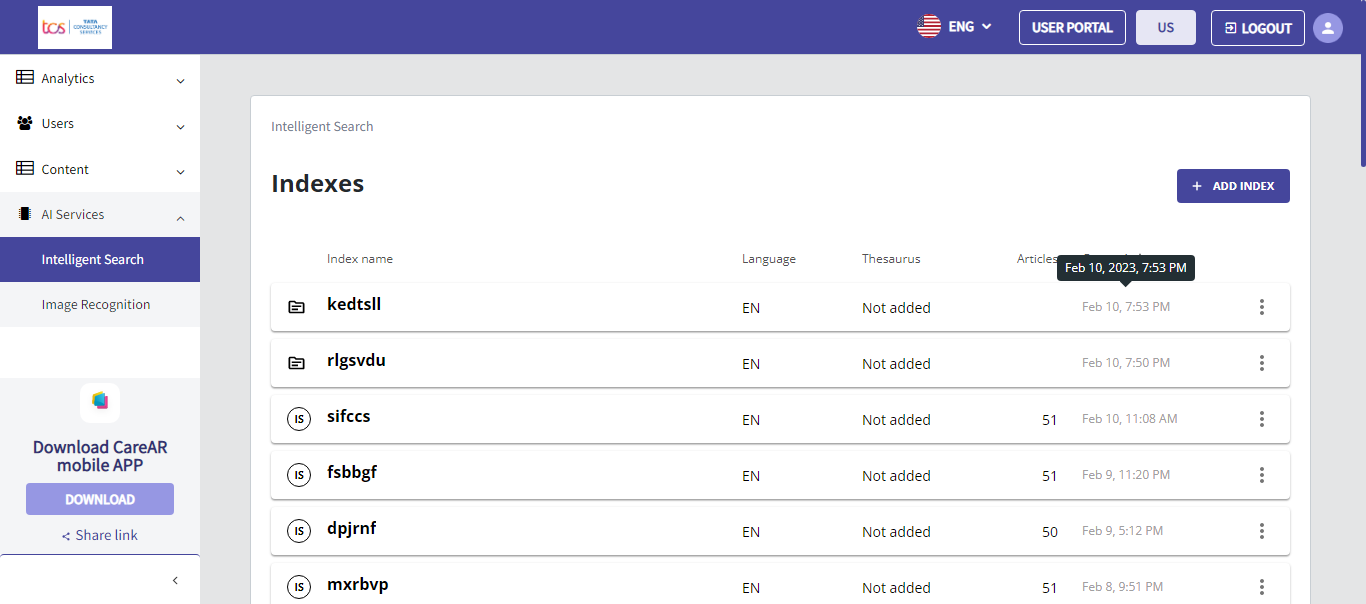 tcs TATA
CONSULTANCY
SERVICES
ENG
USER PORTAL
US
LOGOUT
Analytics
Users
Content
AI Services
Intelligent Search
Image Recognition
Download CareAR
mobile APP
DOWNLOAD
Share link
Intelligent Search
Indexes
+ ADD INDEX
Index name Language Thesaurus Articles
Feb 10, 2023, 7:53 PM
kedtsll EN Not added Feb 10, 7:53 PM
rlgsvdu EN Not added Feb 10, 7:50 PM
IS sifccs EN Not added 51 Feb 10, 11:08 AM
IS fsbbgf EN Not added 51 Feb 9, 11:20 PM
IS dpjrnf EN Not added 50 Feb 9, 5:12 PM
IS mxrbvp EN Not added 51 Feb 8, 9:51 PM